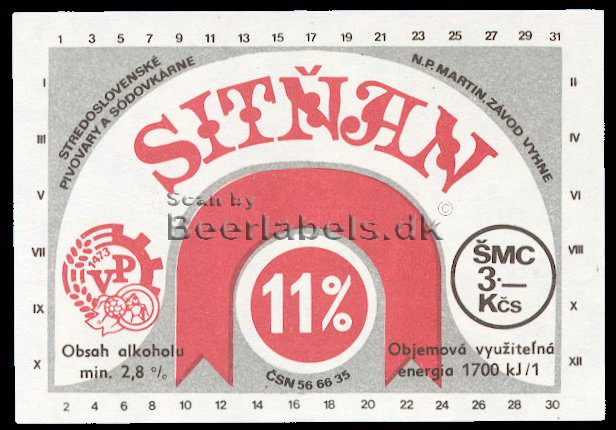 1 3 5 7 9 11 13 15 17 19 21 23 25 27 29 31
STREDOSLOVENSKÉ
PIVOVARY A SODOVKÁRNE
N.P. MARTIN, ZÁVOD VYHNE
SITŇAN
I
III
V
VII
IX
X
II
IV
VI
VIII
X
XII
Scan by
Beerlabels.dk
©
1473
VP
11%
ŠMC
3·—
Kčs
Obsah alkoholu
min. 2,8 %
ČSN 56 66 35
Objemová využiteľná
energia 1700 kJ/1
2 4 6 8 10 12 14 16 18 20 22 24 26 28 30